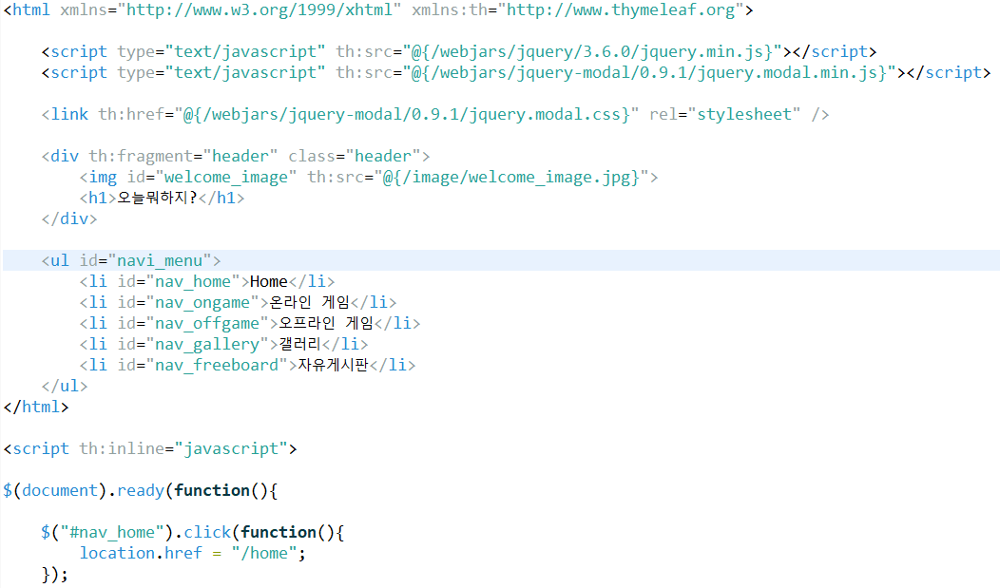 <html xmlns="http://www.w3.org/1999/xhtml" xmlns:th="http://www.thymeleaf.org">
<script type="text/javascript" th:src="@{/webjars/jquery/3.6.0/jquery.min.js}"></script>
<script type="text/javascript" th:src="@{/webjars/jquery-modal/0.9.1/jquery.modal.min.js}"></script>
<link th:href="@{/webjars/jquery-modal/0.9.1/jquery.modal.css}" rel="stylesheet" />
<div th:fragment="header" class="header">
<img id="welcome_image" th:src="@{/image/welcome_image.jpg}">
<h1>오늘뭐하지?</h1>
</div>
<ul id="navi_menu">
<li id="nav_home">Home</li>
<li id="nav_ongame">온라인 게임</li>
<li id="nav_offgame">오프라인 게임</li>
<li id="nav_gallery">갤러리</li>
<li id="nav_freeboard">자유게시판</li>
</ul>
</html>
<script th:inline="javascript">
$(document).ready(function(){
$("#nav_home").click(function(){
location.href = "/home";
});